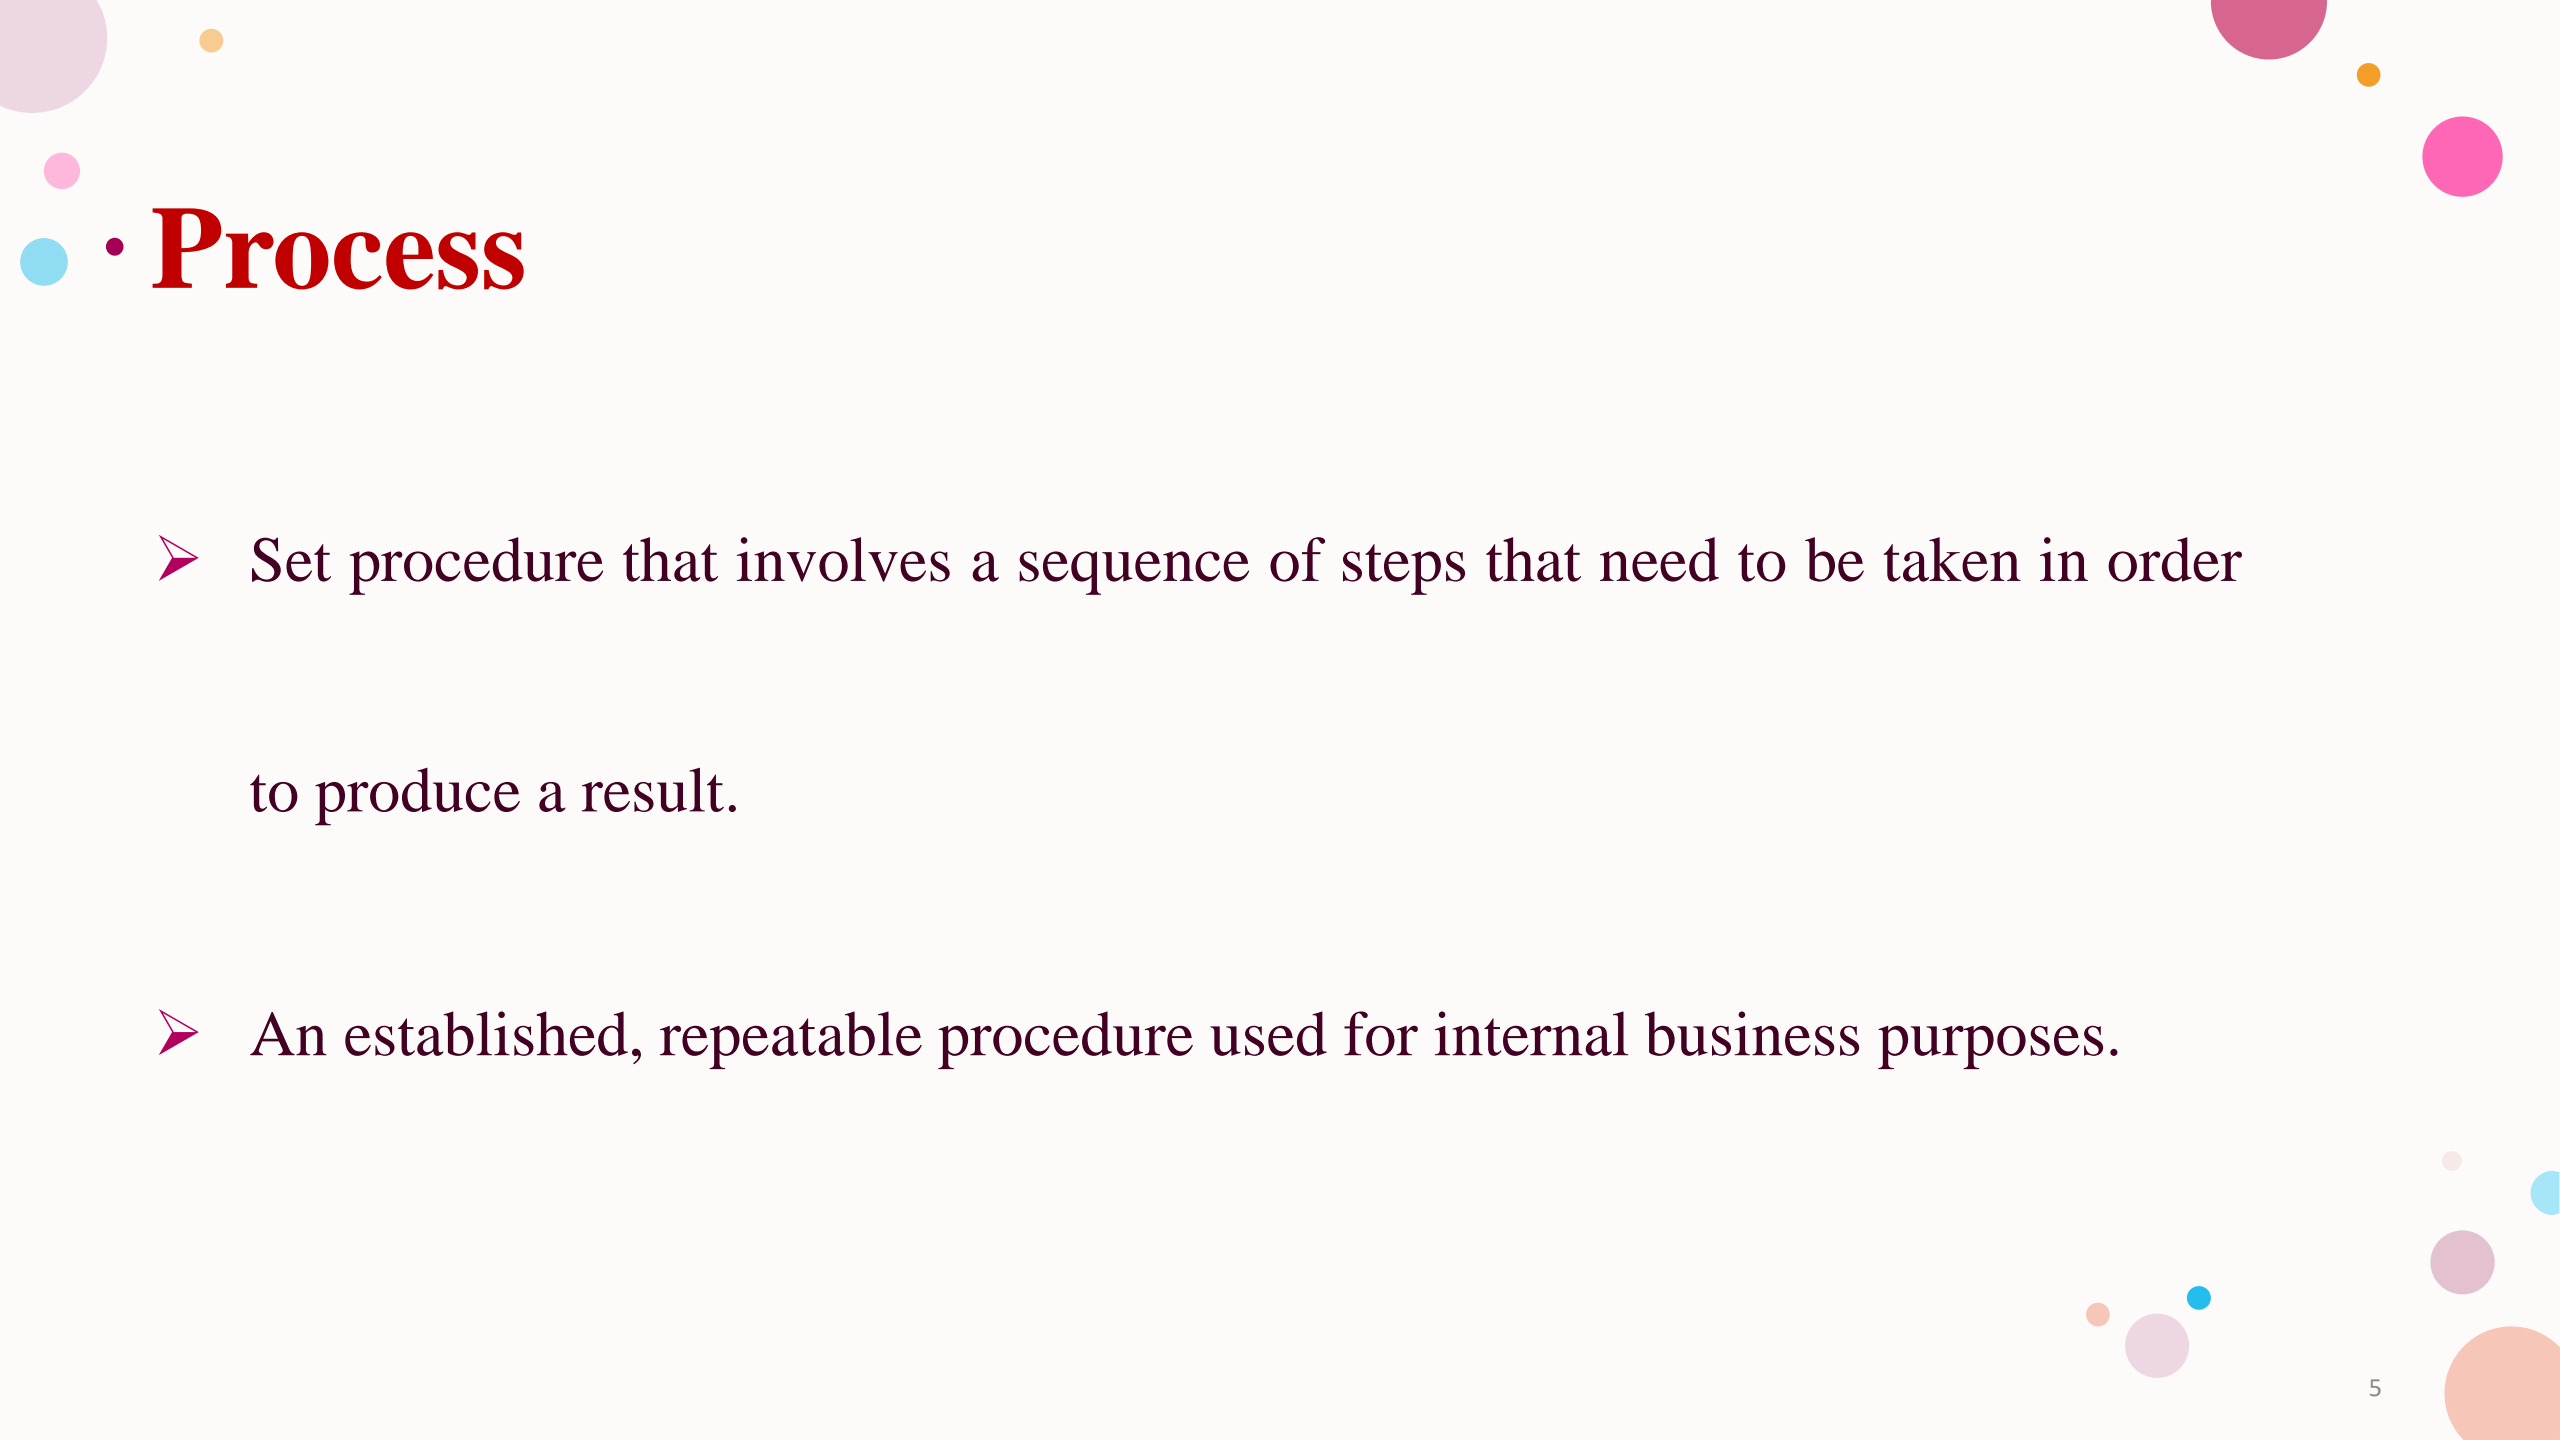 • Process
➢ Set procedure that involves a sequence of steps that need to be taken in order
to produce a result.
➢ An established, repeatable procedure used for internal business purposes.
5